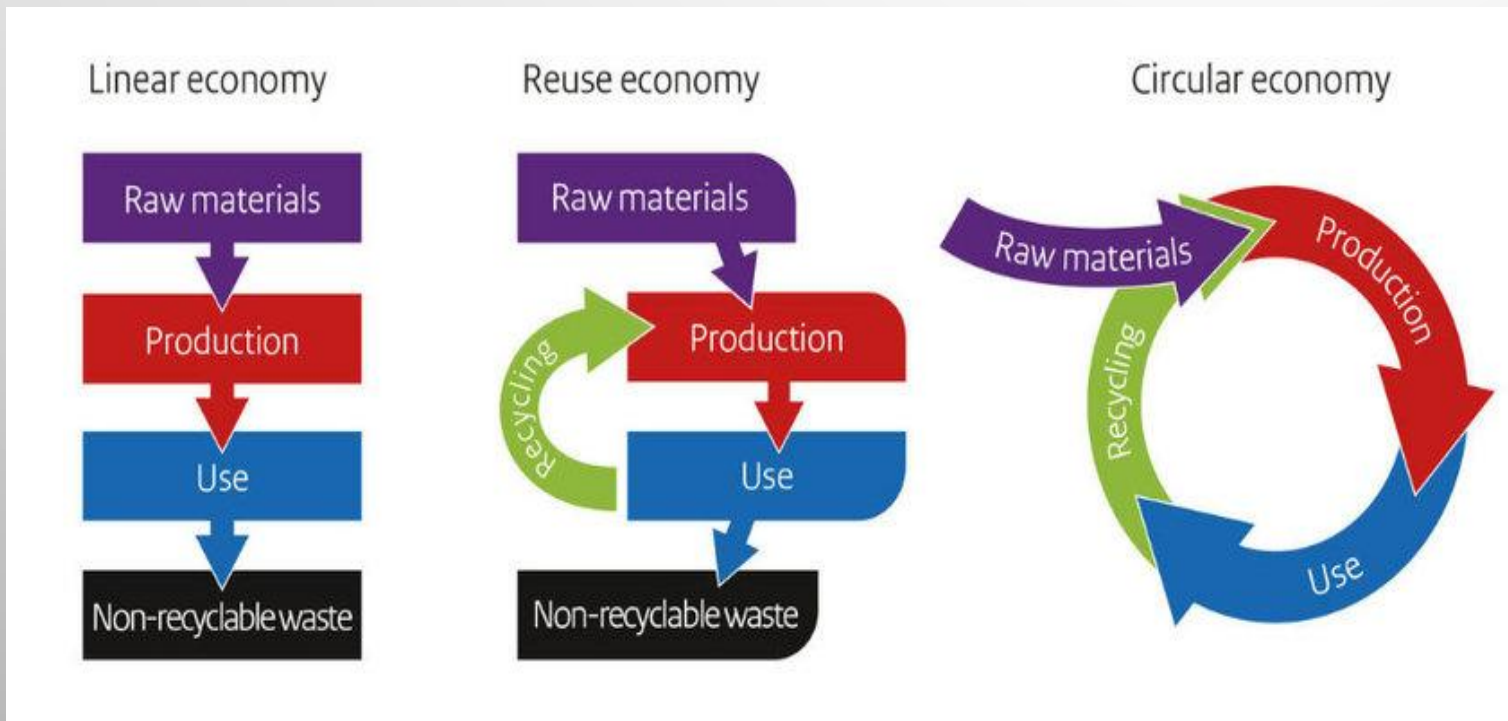 Linear economy
Raw materials
Production
Use
Non-recyclable waste
Reuse economy
Raw materials
Production
Recycling
Use
Non-recyclable waste
Circular economy
Raw materials
Production
Use
Recycling